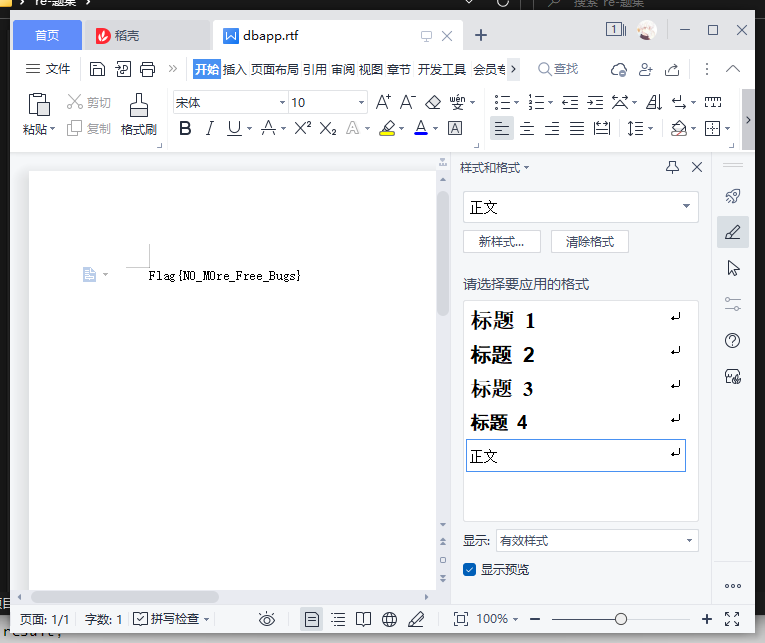 re-题集
搜索"re-题集"
首页 稻壳 dbapp.rtf
文件 开始 插入 页面布局 引用 审阅 视图 章节 开发工具 会员专 查找
粘贴 剪切 复制 格式刷 宋体 10
样式和格式
正文
新样式... 清除格式
请选择要应用的格式
标题 1
标题 2
标题 3
标题 4
正文
显示: 有效样式
显示预览
Flag{N0_M0re_Free_Bugs}
页面: 1/1 字数: 1 拼写检查 100%
result;